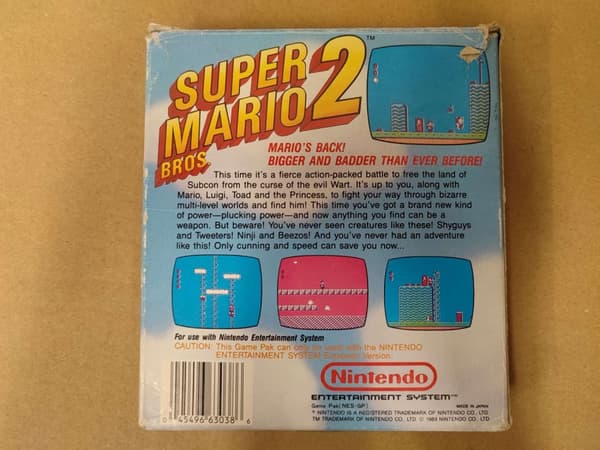 SUPER
MARIO
BROS. 2
TM
MARIO'S BACK!
BIGGER AND BADDER THAN EVER BEFORE!
This time it's a fierce action-packed battle to free the land of
Subcon from the curse of the evil Wart. It's up to you, along with
Mario, Luigi, Toad and the Princess, to fight your way through bizarre
multi-level worlds and find him! This time you've got a brand new kind
of power—plucking power—and now anything you find can be a
weapon. But beware! You've never seen creatures like these! Shyguys
and Tweeters! Ninji and Beezos! And you've never had an adventure
like this! Only cunning and speed can save you now...
For use with Nintendo Entertainment System
CAUTION: This Game Pak can only be used with the NINTENDO
ENTERTAINMENT SYSTEM European Version.
Nintendo
ENTERTAINMENT SYSTEM™
Game Pak (NES-GP)
MADE IN JAPAN
® NINTENDO IS A REGISTERED TRADEMARK OF NINTENDO CO., LTD.
TM TRADEMARK OF NINTENDO CO., LTD. © 1989 NINTENDO CO., LTD.
0 45496 63038 6